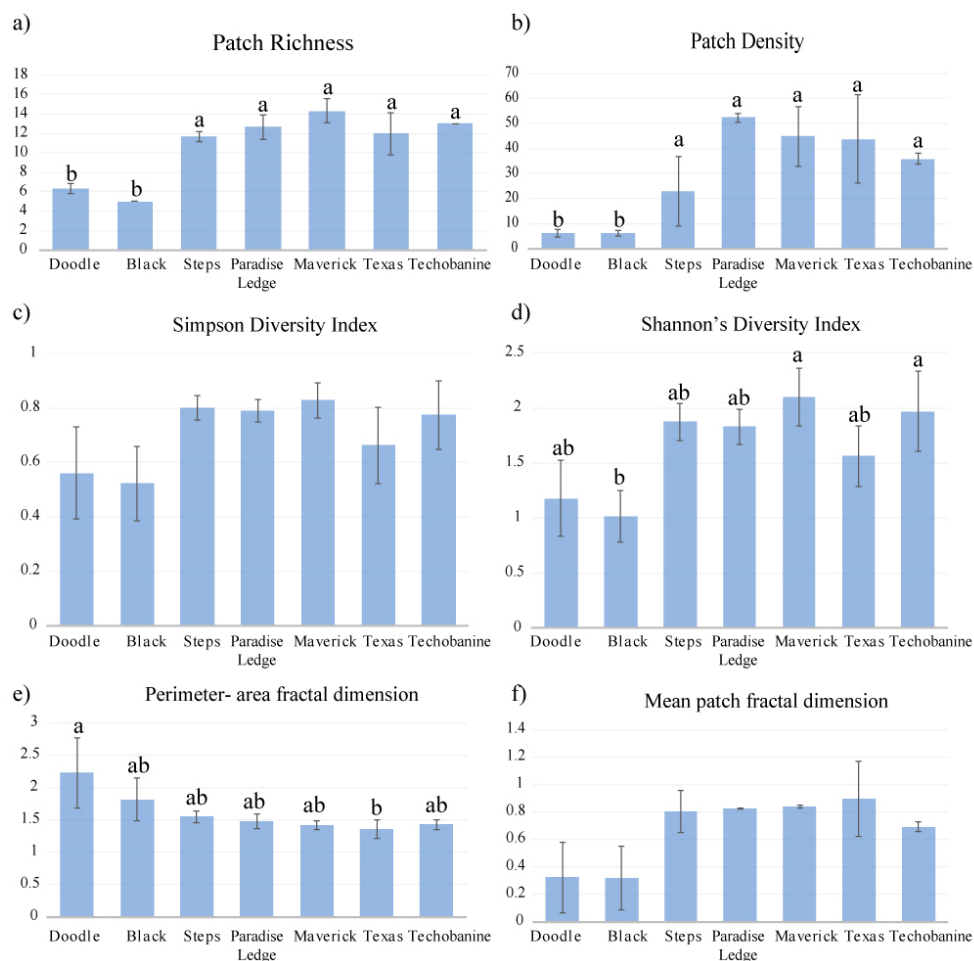 a)
Patch Richness
18
16
14
12
10
8
6
4
2
0
b
b
a
a
a
a
a
Doodle Black Steps Paradise Maverick Texas Techobanine
Ledge
b)
Patch Density
70
60
50
40
30
20
10
0
b
b
a
a
a
a
a
Doodle Black Steps Paradise Maverick Texas Techobanine
Ledge
c)
Simpson Diversity Index
1
0.8
0.6
0.4
0.2
0
Doodle Black Steps Paradise Maverick Texas Techobanine
Ledge
d)
Shannon’s Diversity Index
2.5
2
1.5
1
0.5
0
ab
b
ab
ab
a
ab
a
Doodle Black Steps Paradise Maverick Texas Techobanine
Ledge
e)
Perimeter- area fractal dimension
3
2.5
2
1.5
1
0.5
0
a
ab
ab
ab
ab
b
ab
Doodle Black Steps Paradise Maverick Texas Techobanine
Ledge
f)
Mean patch fractal dimension
1.4
1.2
1
0.8
0.6
0.4
0.2
0
Doodle Black Steps Paradise Maverick Texas Techobanine
Ledge